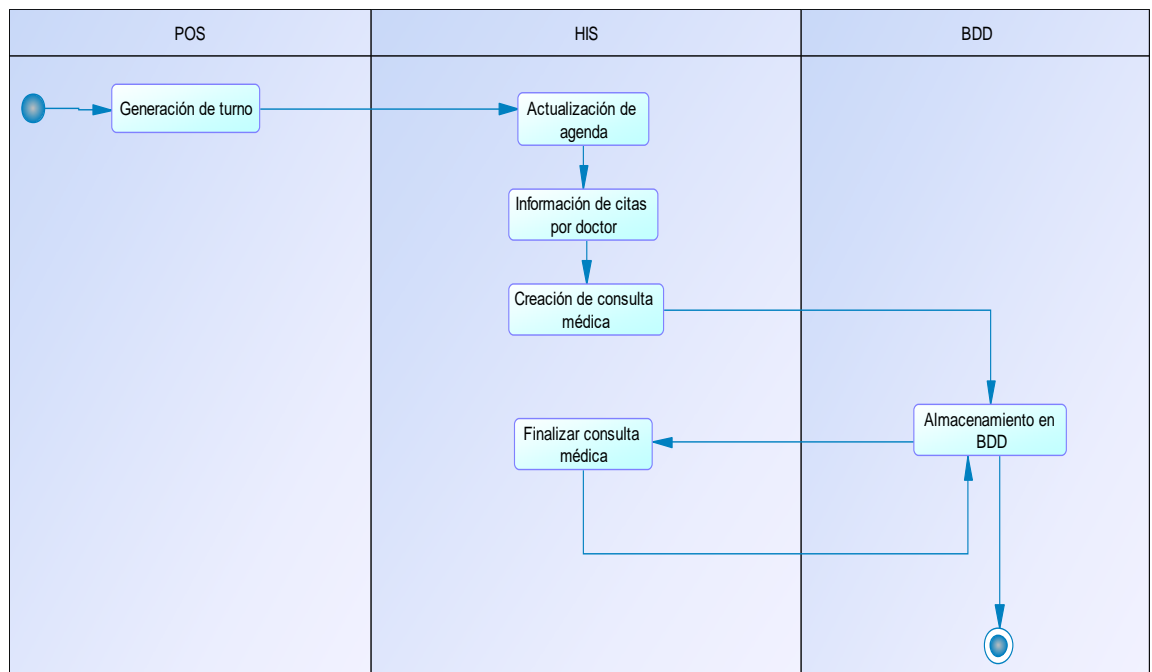 POS
HIS
BDD
Generación de turno
Actualización de
agenda
Información de citas
por doctor
Creación de consulta
médica
Almacenamiento en
BDD
Finalizar consulta
médica